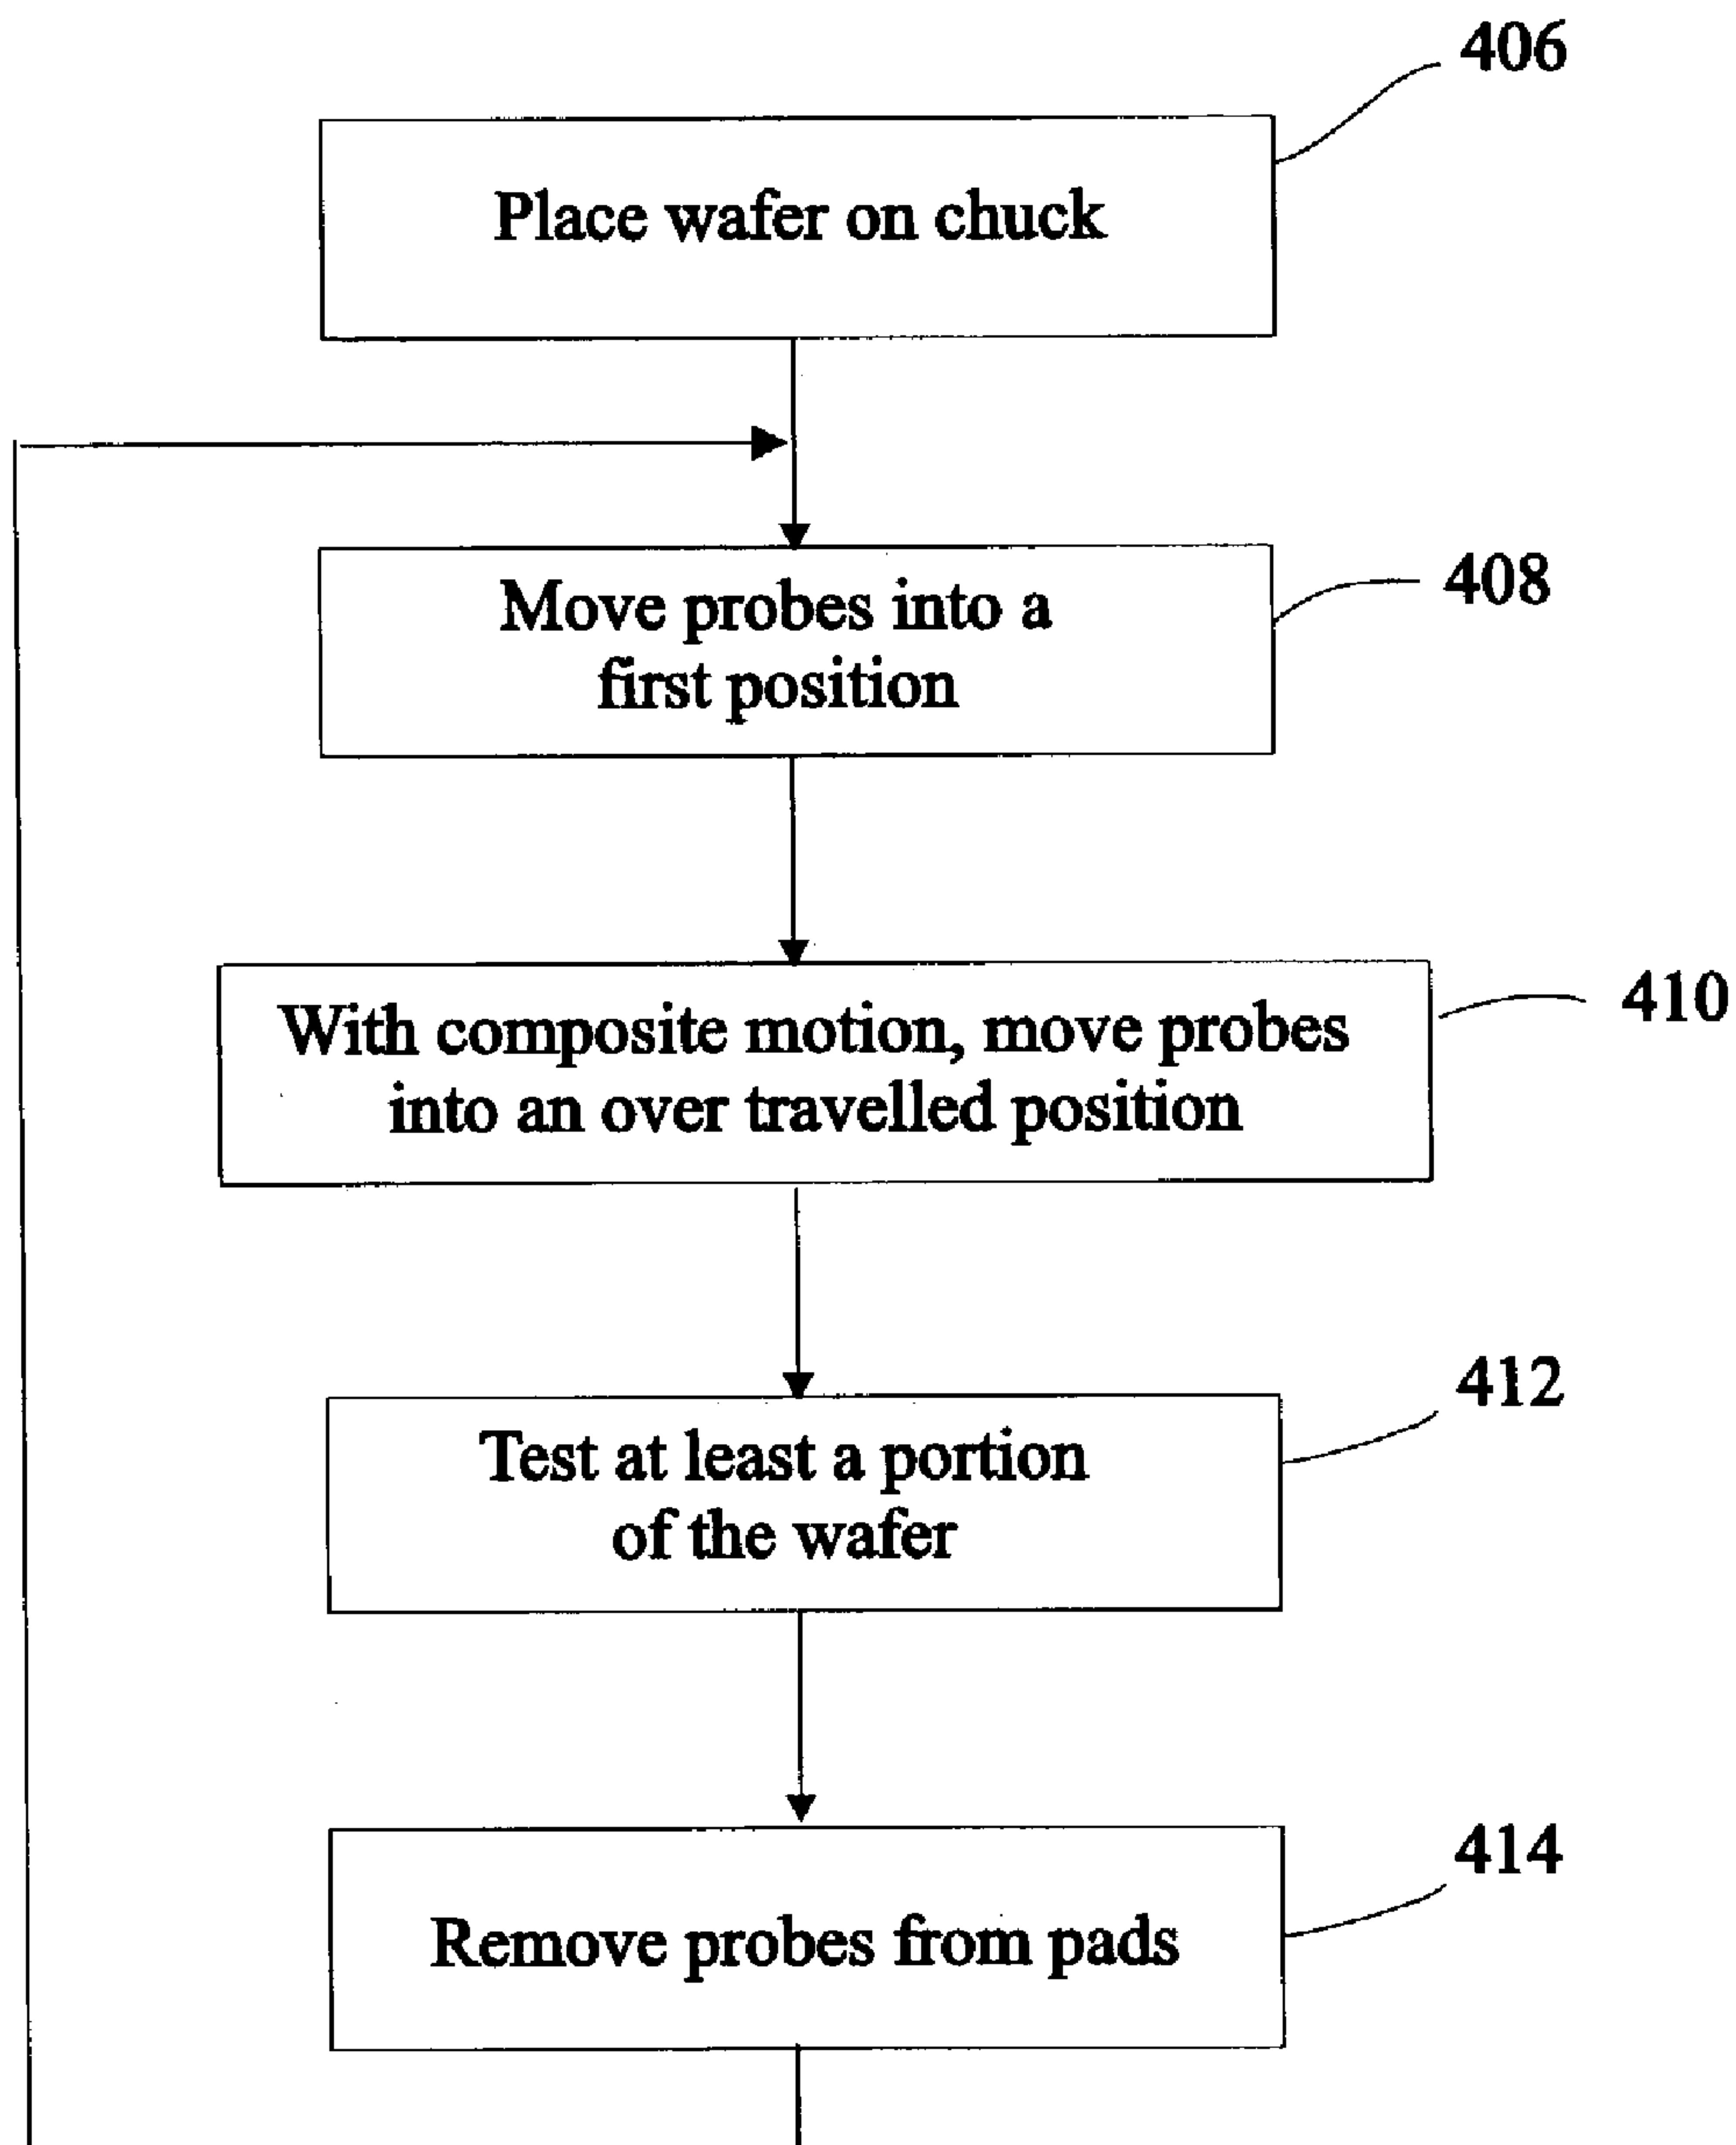 406
Place wafer on chuck
Move probes into a
first position
408
With composite motion, move probes
into an over travelled position
410
Test at least a portion
of the wafer
412
Remove probes from pads
414